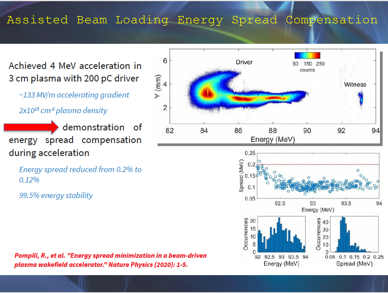 Assisted Beam Loading Energy Spread Compensation
Achieved 4 MeV acceleration in
3 cm plasma with 200 pC driver
~133 MV/m accelerating gradient
2x10¹⁵ cm-³ plasma density
demonstration of
energy spread compensation
during acceleration
Energy spread reduced from 0.2% to
0.12%
99.5% energy stability
Pompili, R., et al. "Energy spread minimization in a beam-driven
plasma wakefield accelerator." Nature Physics (2020): 1-5.
Driver
50 150 250
counts
Witness
Y (mm)
6
4
2
82 84 86 88 90 92 94
Energy (MeV)
Spread (MeV)
0.25
0.2
0.15
0.1
0.05
92.5 93 93.5 94
Energy (MeV)
Occurrences
20
15
10
5
0
92 92.5 93 93.5 94
Energy (MeV)
Occurrences
40
30
20
10
0
0.05 0.1 0.15 0.2 0.25
Spread (MeV)